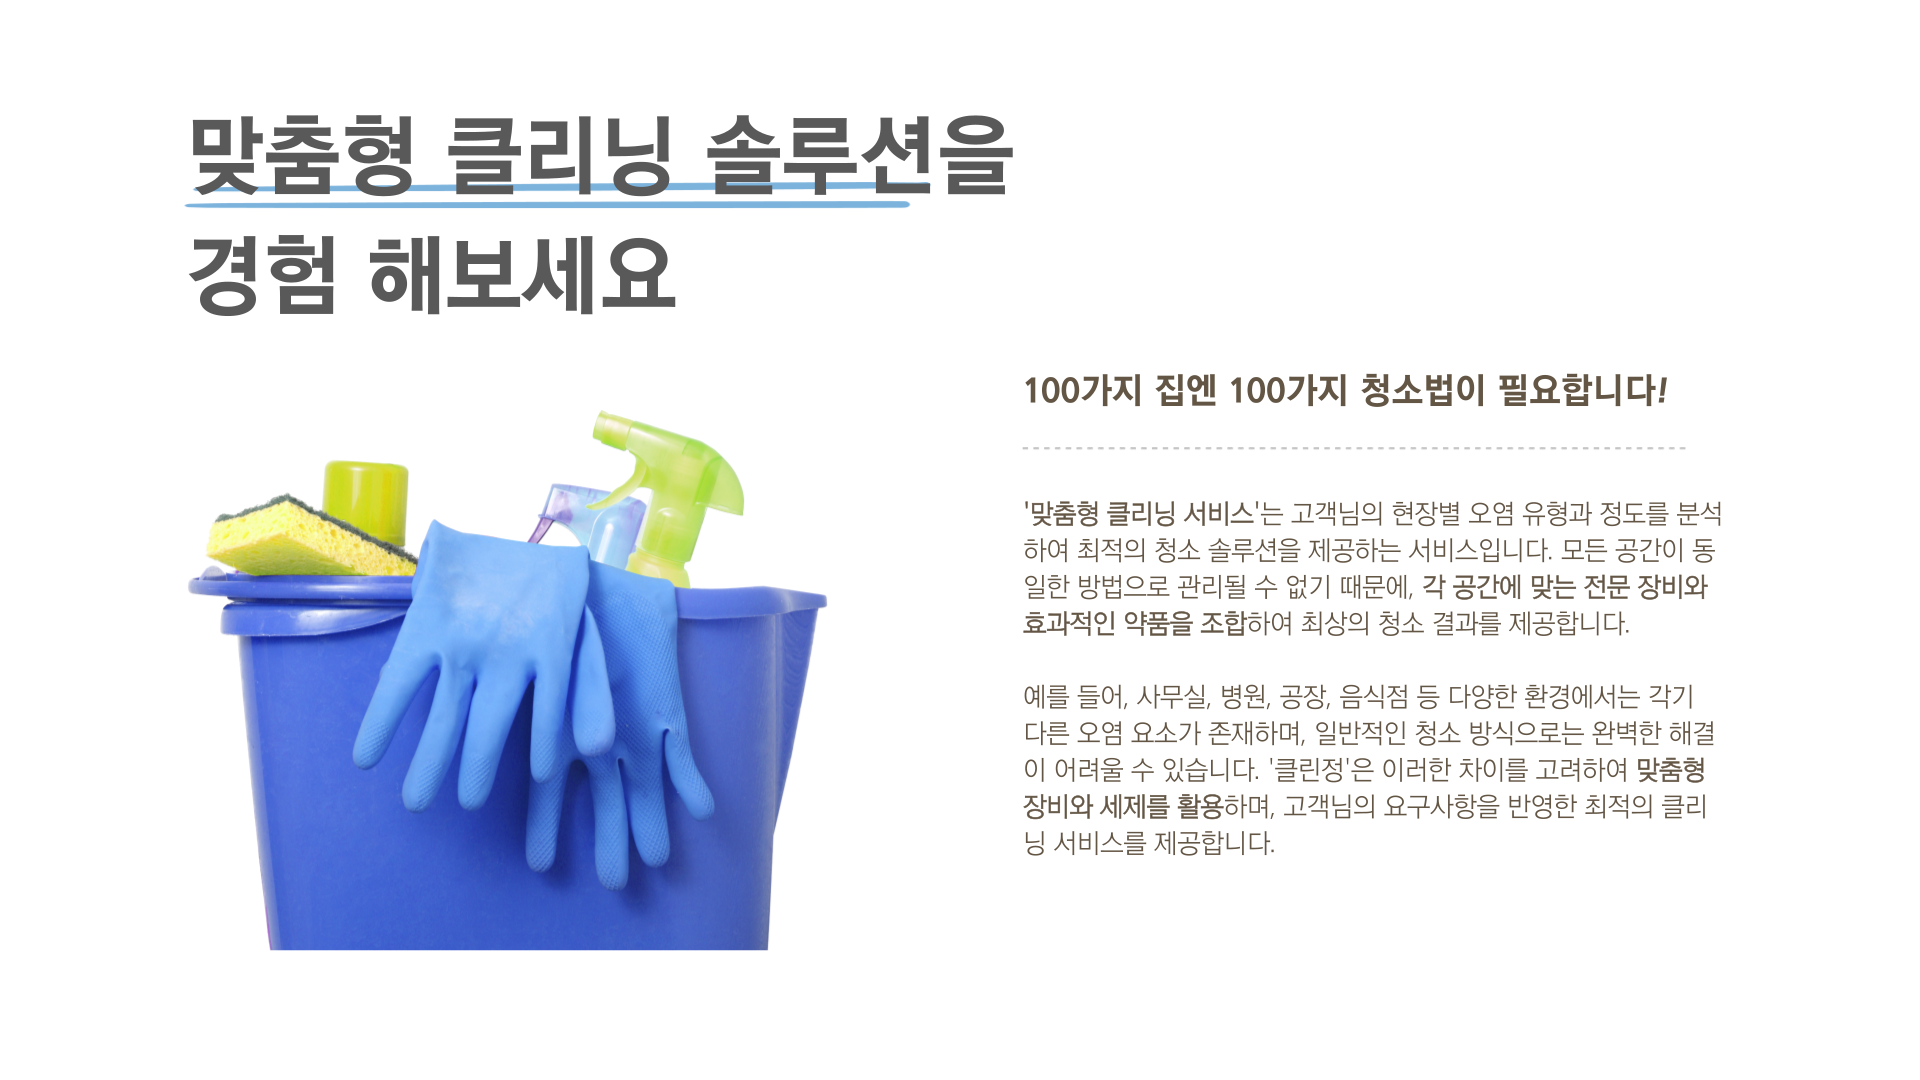 맞춤형 클리닝 솔루션을
경험 해보세요
100가지 집엔 100가지 청소법이 필요합니다!
'맞춤형 클리닝 서비스'는 고객님의 현장별 오염 유형과 정도를 분석
하여 최적의 청소 솔루션을 제공하는 서비스입니다. 모든 공간이 동
일한 방법으로 관리될 수 없기 때문에, 각 공간에 맞는 전문 장비와
효과적인 약품을 조합하여 최상의 청소 결과를 제공합니다.
예를 들어, 사무실, 병원, 공장, 음식점 등 다양한 환경에서는 각기
다른 오염 요소가 존재하며, 일반적인 청소 방식으로는 완벽한 해결
이 어려울 수 있습니다. '클린정'은 이러한 차이를 고려하여 맞춤형
장비와 세제를 활용하며, 고객님의 요구사항을 반영한 최적의 클리
닝 서비스를 제공합니다.